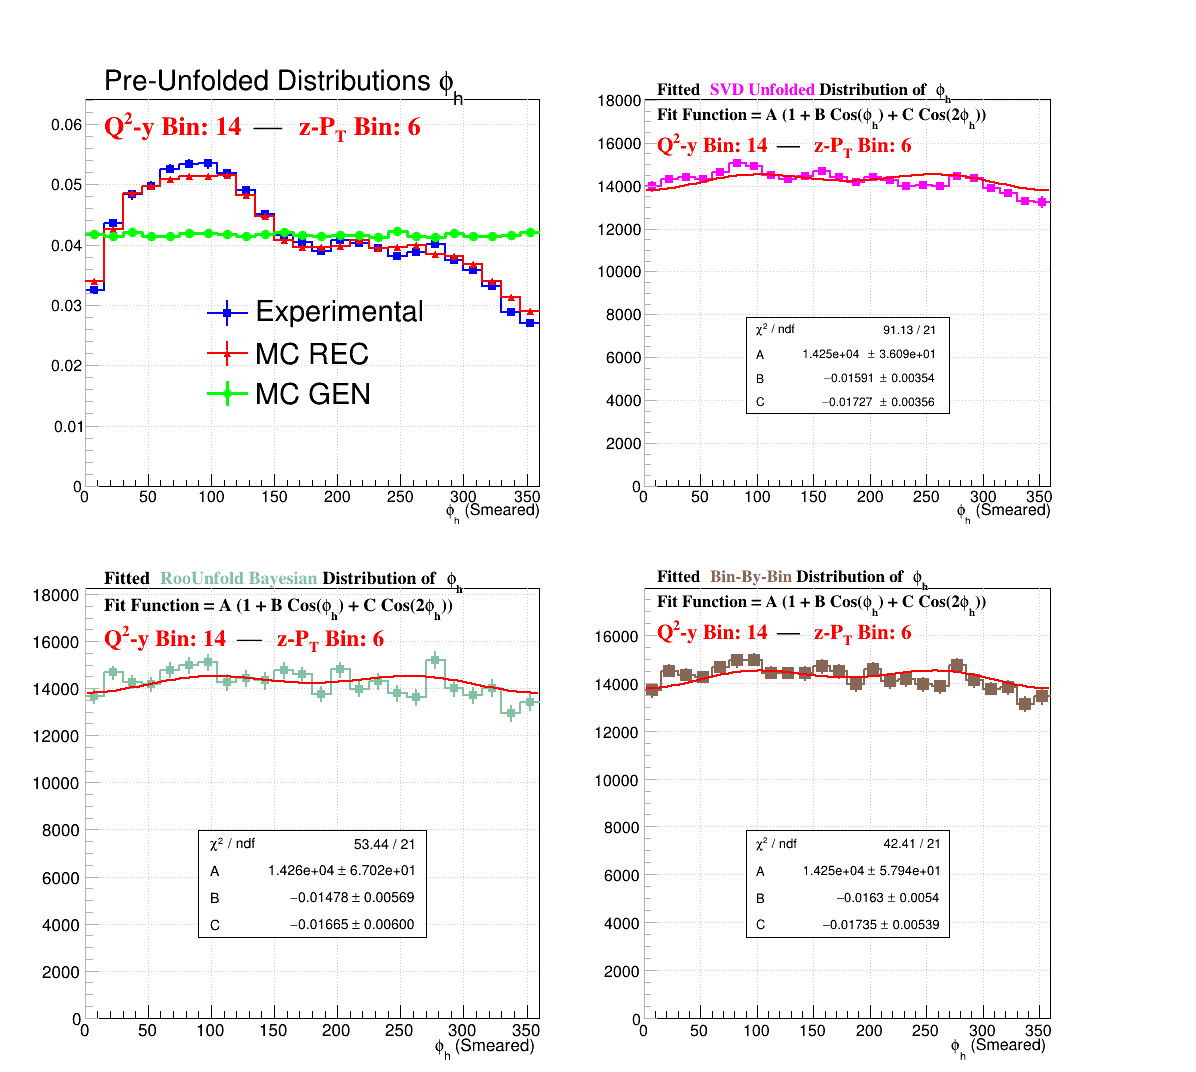 Pre-Unfolded Distributions ϕh
Q²-y Bin: 14 — z-PT Bin: 6
0.06
0.05
0.04
0.03
0.02
0.01
0
Experimental
MC REC
MC GEN
0 50 100 150 200 250 300 350
ϕh (Smeared)
Fitted SVD Unfolded Distribution of ϕh
Fit Function = A (1 + B Cos(ϕh) + C Cos(2ϕh))
Q²-y Bin: 14 — z-PT Bin: 6
18000
16000
14000
12000
10000
8000
6000
4000
2000
0
χ² / ndf 91.13 / 21
A 1.425e+04 ± 3.609e+01
B −0.01591 ± 0.00354
C −0.01727 ± 0.00356
0 50 100 150 200 250 300 350
ϕh (Smeared)
Fitted RooUnfold Bayesian Distribution of ϕh
Fit Function = A (1 + B Cos(ϕh) + C Cos(2ϕh))
Q²-y Bin: 14 — z-PT Bin: 6
18000
16000
14000
12000
10000
8000
6000
4000
2000
0
χ² / ndf 53.44 / 21
A 1.426e+04 ± 6.702e+01
B −0.01478 ± 0.00569
C −0.01665 ± 0.00600
0 50 100 150 200 250 300 350
ϕh (Smeared)
Fitted Bin-By-Bin Distribution of ϕh
Fit Function = A (1 + B Cos(ϕh) + C Cos(2ϕh))
Q²-y Bin: 14 — z-PT Bin: 6
16000
14000
12000
10000
8000
6000
4000
2000
0
χ² / ndf 42.41 / 21
A 1.425e+04 ± 5.794e+01
B −0.0163 ± 0.0054
C −0.01735 ± 0.00539
0 50 100 150 200 250 300 350
ϕh (Smeared)